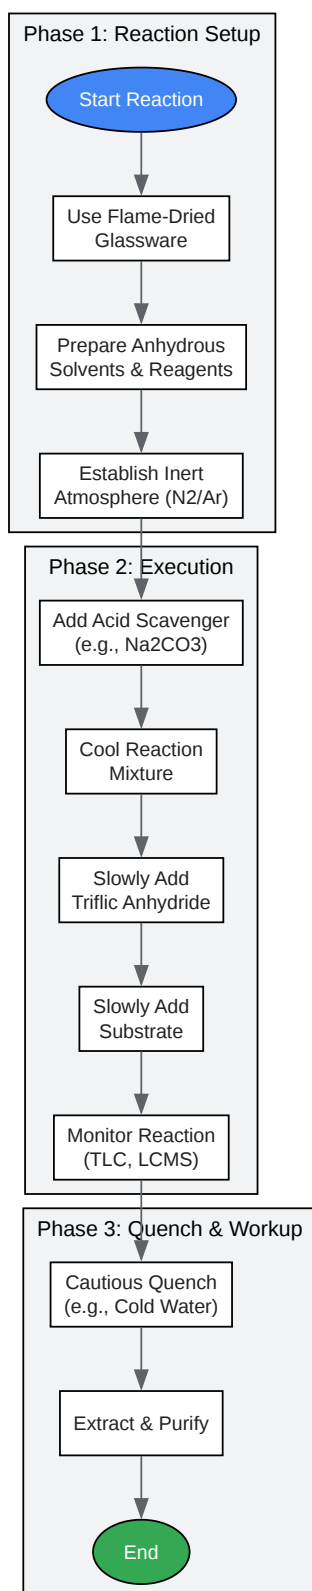 Phase 1: Reaction Setup
Start Reaction
Use Flame-Dried
Glassware
Prepare Anhydrous
Solvents & Reagents
Establish Inert
Atmosphere (N2/Ar)
Phase 2: Execution
Add Acid Scavenger
(e.g., Na2CO3)
Cool Reaction
Mixture
Slowly Add
Triflic Anhydride
Slowly Add
Substrate
Monitor Reaction
(TLC, LCMS)
Phase 3: Quench & Workup
Cautious Quench
(e.g., Cold Water)
Extract & Purify
End